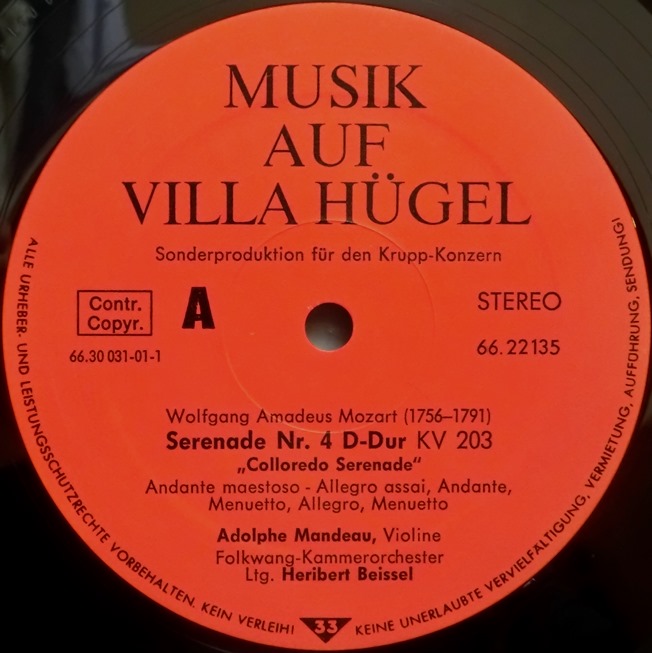 MUSIK
AUF
VILLA HÜGEL
Sonderproduktion für den Krupp-Konzern
Contr.
Copyr.
A
STEREO
66.30 031-01-1
66.22135
Wolfgang Amadeus Mozart (1756–1791)
Serenade Nr. 4 D-Dur KV 203
„Colloredo Serenade“
Andante maestoso - Allegro assai, Andante,
Menuetto, Allegro, Menuetto
Adolphe Mandeau, Violine
Folkwang-Kammerorchester
Ltg. Heribert Beissel
ALLE URHEBER- UND LEISTUNGSSCHUTZRECHTE VORBEHALTEN. KEIN VERLEIH! 33 KEINE UNERLAUBTE VERVIELFÄLTIGUNG, VERMIETUNG, AUFFÜHRUNG, SENDUNG!